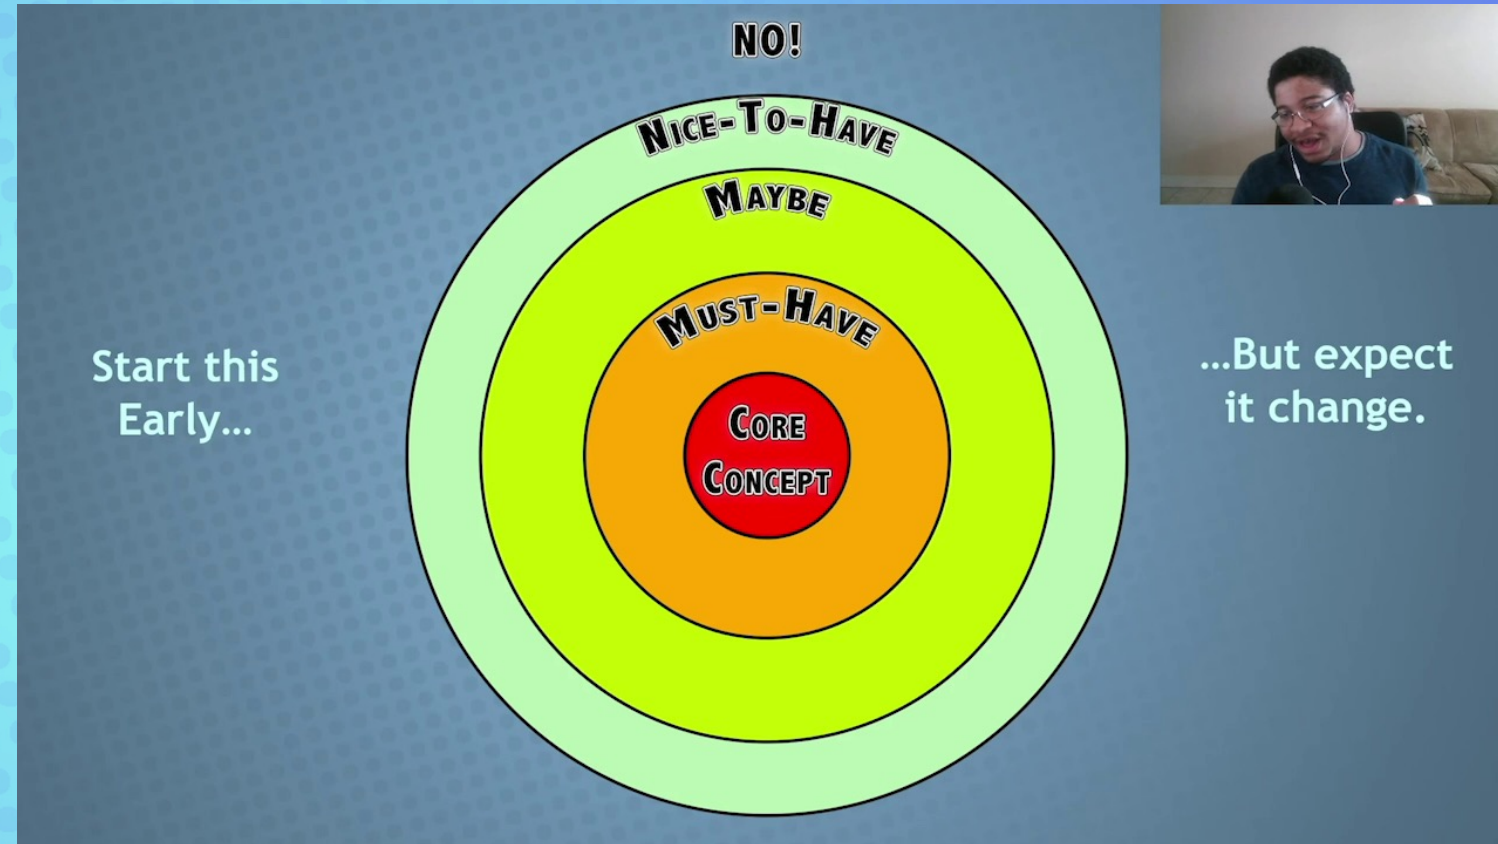 NO!
NICE-TO-HAVE
MAYBE
MUST-HAVE
CORE
CONCEPT
Start this
Early...
...But expect
it change.